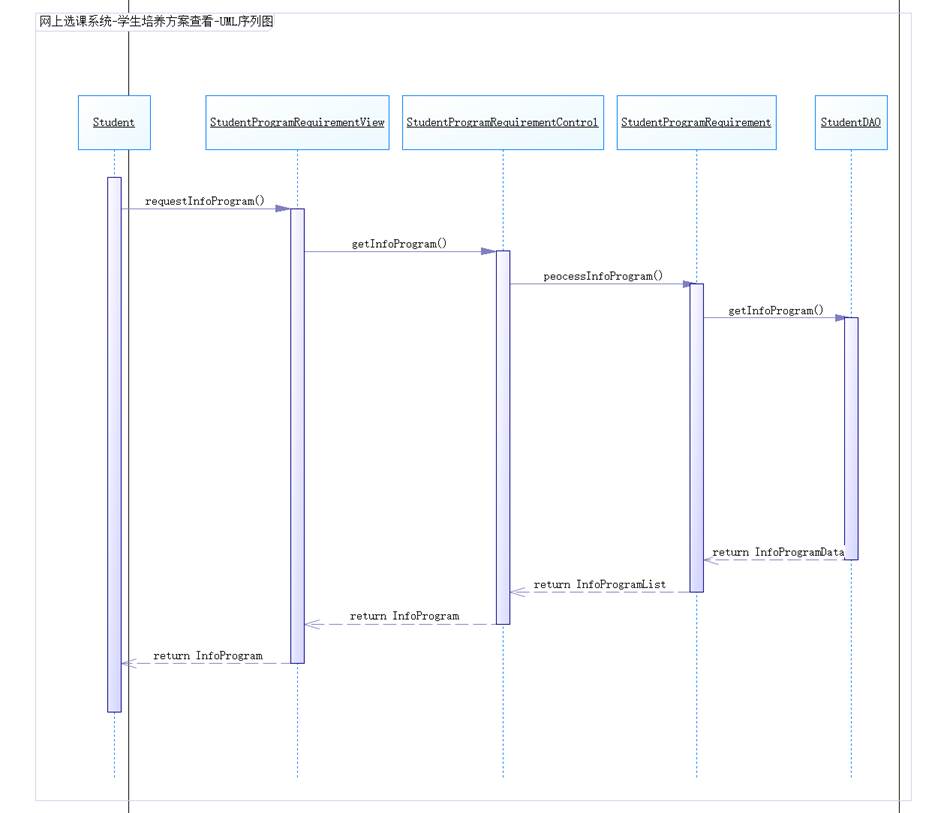 网上选课系统-学生培养方案查看-UML序列图
Student
StudentProgramRequirementView
StudentProgramRequirementControl
StudentProgramRequirement
StudentDAO
requestInfoProgram()
getInfoProgram()
peocessInfoProgram()
getInfoProgram()
return InfoProgramData
return InfoProgramList
return InfoProgram
return InfoProgram